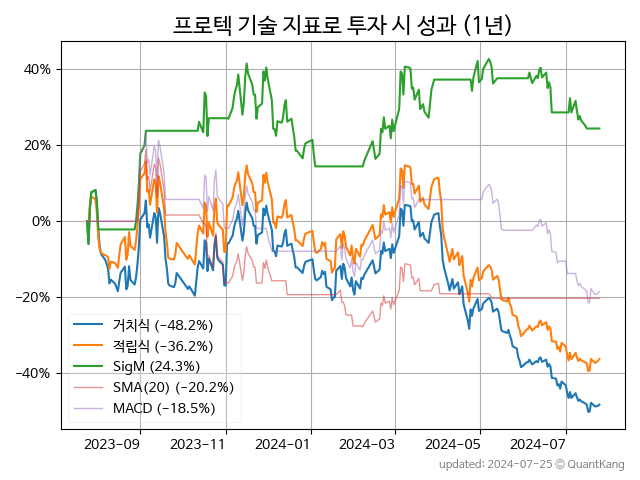 프로텍 기술 지표로 투자 시 성과 (1년)
40%
20%
0%
−20%
−40%
거치식 (−48.2%)
적립식 (−36.2%)
SigM (24.3%)
SMA(20) (−20.2%)
MACD (−18.5%)
2023-09 2023-11 2024-01 2024-03 2024-05 2024-07
updated: 2024-07-25 © QuantKang